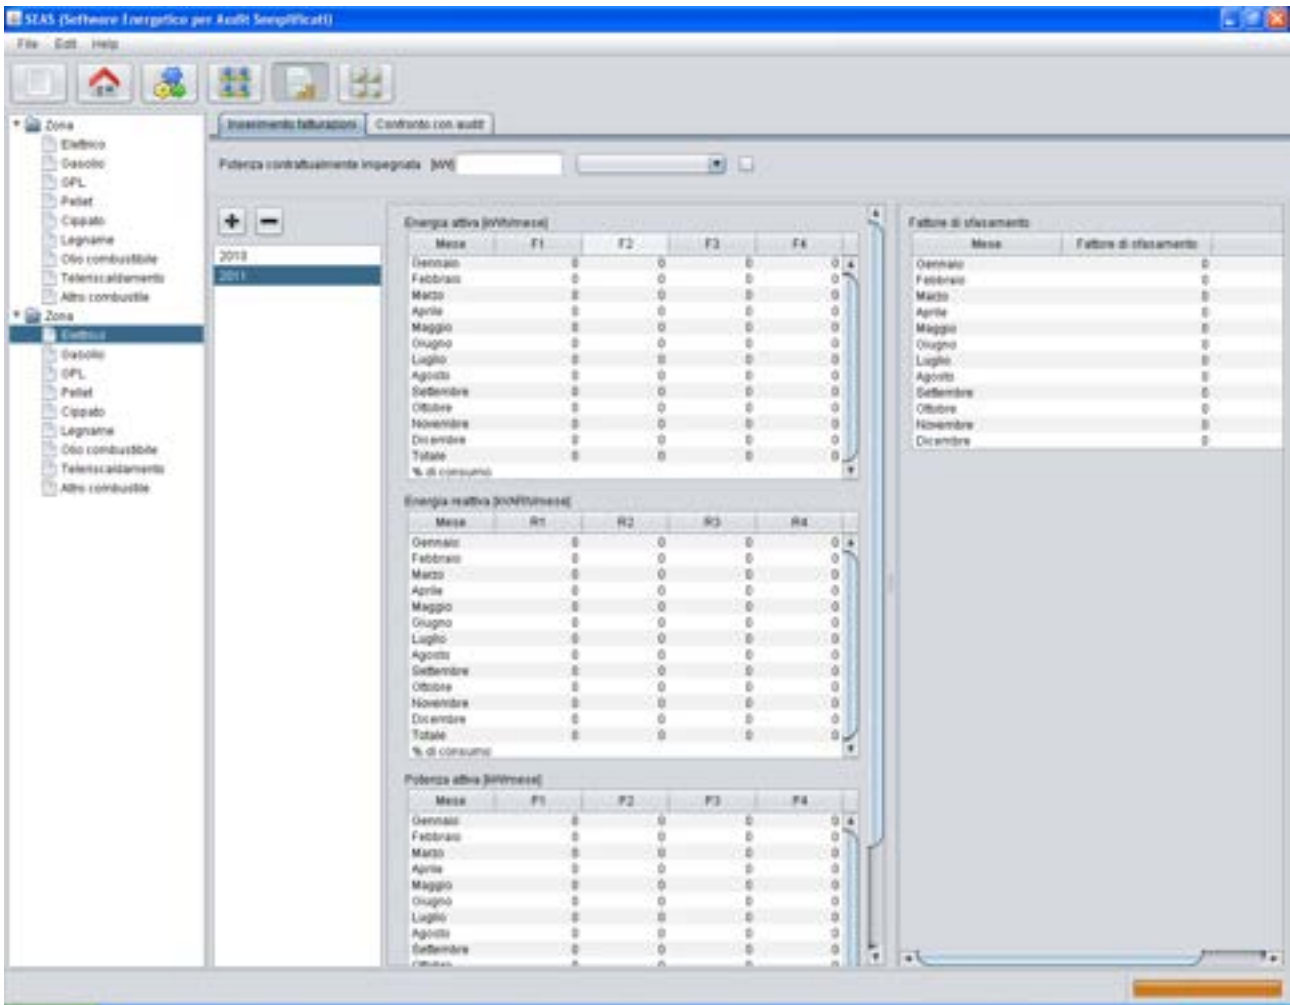 SEAS (Software Energetico per Audit Semplificati)
File Edit Help
Zona
Elettrico
Gasolio
GPL
Pellet
Cippato
Legname
Olio combustibile
Teleriscaldamento
Altro combustibile
Zona
Elettrico
Gasolio
GPL
Pellet
Cippato
Legname
Olio combustibile
Teleriscaldamento
Altro combustibile
Inserimento fatturazioni Confronto con audit
Potenza contrattualmente impegnata [kW]
2010
2011
Energia attiva [kWh/mese]
Mese F1 F2 F3 F4
Gennaio 0 0 0 0
Febbraio 0 0 0 0
Marzo 0 0 0 0
Aprile 0 0 0 0
Maggio 0 0 0 0
Giugno 0 0 0 0
Luglio 0 0 0 0
Agosto 0 0 0 0
Settembre 0 0 0 0
Ottobre 0 0 0 0
Novembre 0 0 0 0
Dicembre 0 0 0 0
Totale 0 0 0 0
% di consumo
Energia reattiva [kVARh/mese]
Mese R1 R2 R3 R4
Gennaio 0 0 0 0
Febbraio 0 0 0 0
Marzo 0 0 0 0
Aprile 0 0 0 0
Maggio 0 0 0 0
Giugno 0 0 0 0
Luglio 0 0 0 0
Agosto 0 0 0 0
Settembre 0 0 0 0
Ottobre 0 0 0 0
Novembre 0 0 0 0
Dicembre 0 0 0 0
Totale 0 0 0 0
% di consumo
Potenza attiva [kW/mese]
Mese F1 F2 F3 F4
Gennaio 0 0 0 0
Febbraio 0 0 0 0
Marzo 0 0 0 0
Aprile 0 0 0 0
Maggio 0 0 0 0
Giugno 0 0 0 0
Luglio 0 0 0 0
Agosto 0 0 0 0
Settembre 0 0 0 0
Fattore di sfasamento
Mese Fattore di sfasamento
Gennaio 0
Febbraio 0
Marzo 0
Aprile 0
Maggio 0
Giugno 0
Luglio 0
Agosto 0
Settembre 0
Ottobre 0
Novembre 0
Dicembre 0